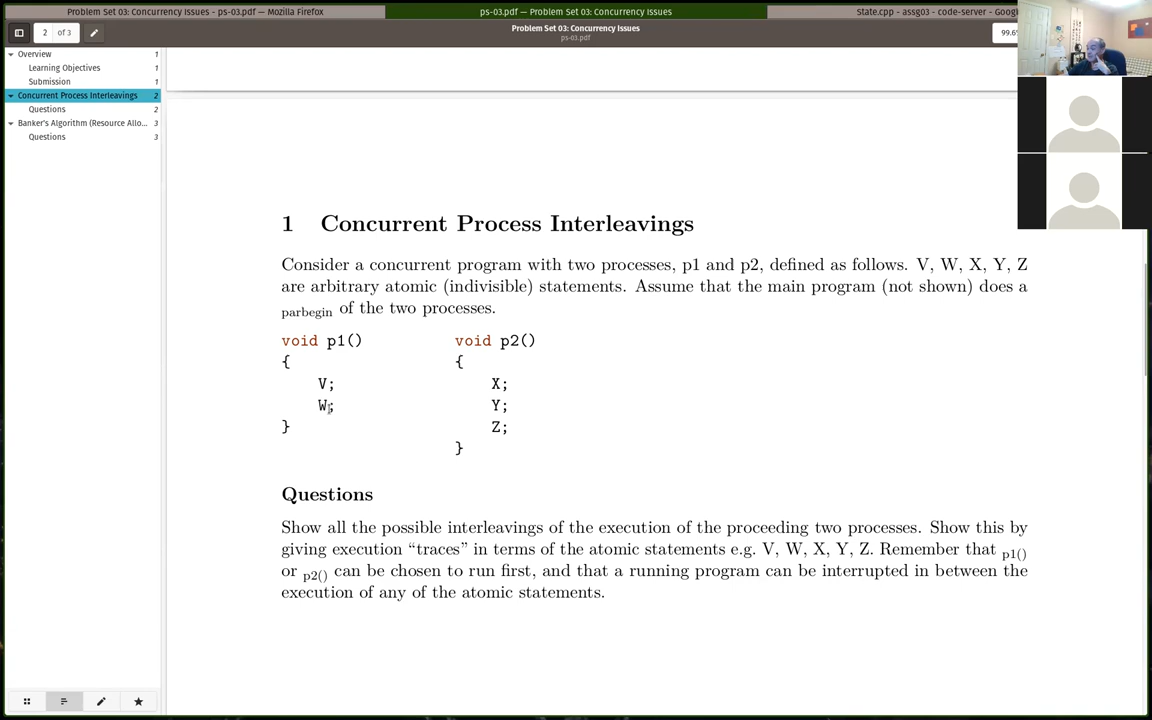 Problem Set 03: Concurrency Issues - ps-03.pdf — Mozilla Firefox
ps-03.pdf — Problem Set 03: Concurrency Issues
State.cpp - assg03 - code-server - Googl
2 of 3
Problem Set 03: Concurrency Issues
ps-03.pdf
99.6
Overview 1
Learning Objectives 1
Submission 1
Concurrent Process Interleavings 2
Questions 2
Banker's Algorithm (Resource Allo... 3
Questions 3
1 Concurrent Process Interleavings
Consider a concurrent program with two processes, p1 and p2, defined as follows. V, W, X, Y, Z
are arbitrary atomic (indivisible) statements. Assume that the main program (not shown) does a
parbegin of the two processes.
void p1() void p2()
{ {
V; X;
W; Y;
} Z;
}
Questions
Show all the possible interleavings of the execution of the proceeding two processes. Show this by
giving execution “traces” in terms of the atomic statements e.g. V, W, X, Y, Z. Remember that p1()
or p2() can be chosen to run first, and that a running program can be interrupted in between the
execution of any of the atomic statements.